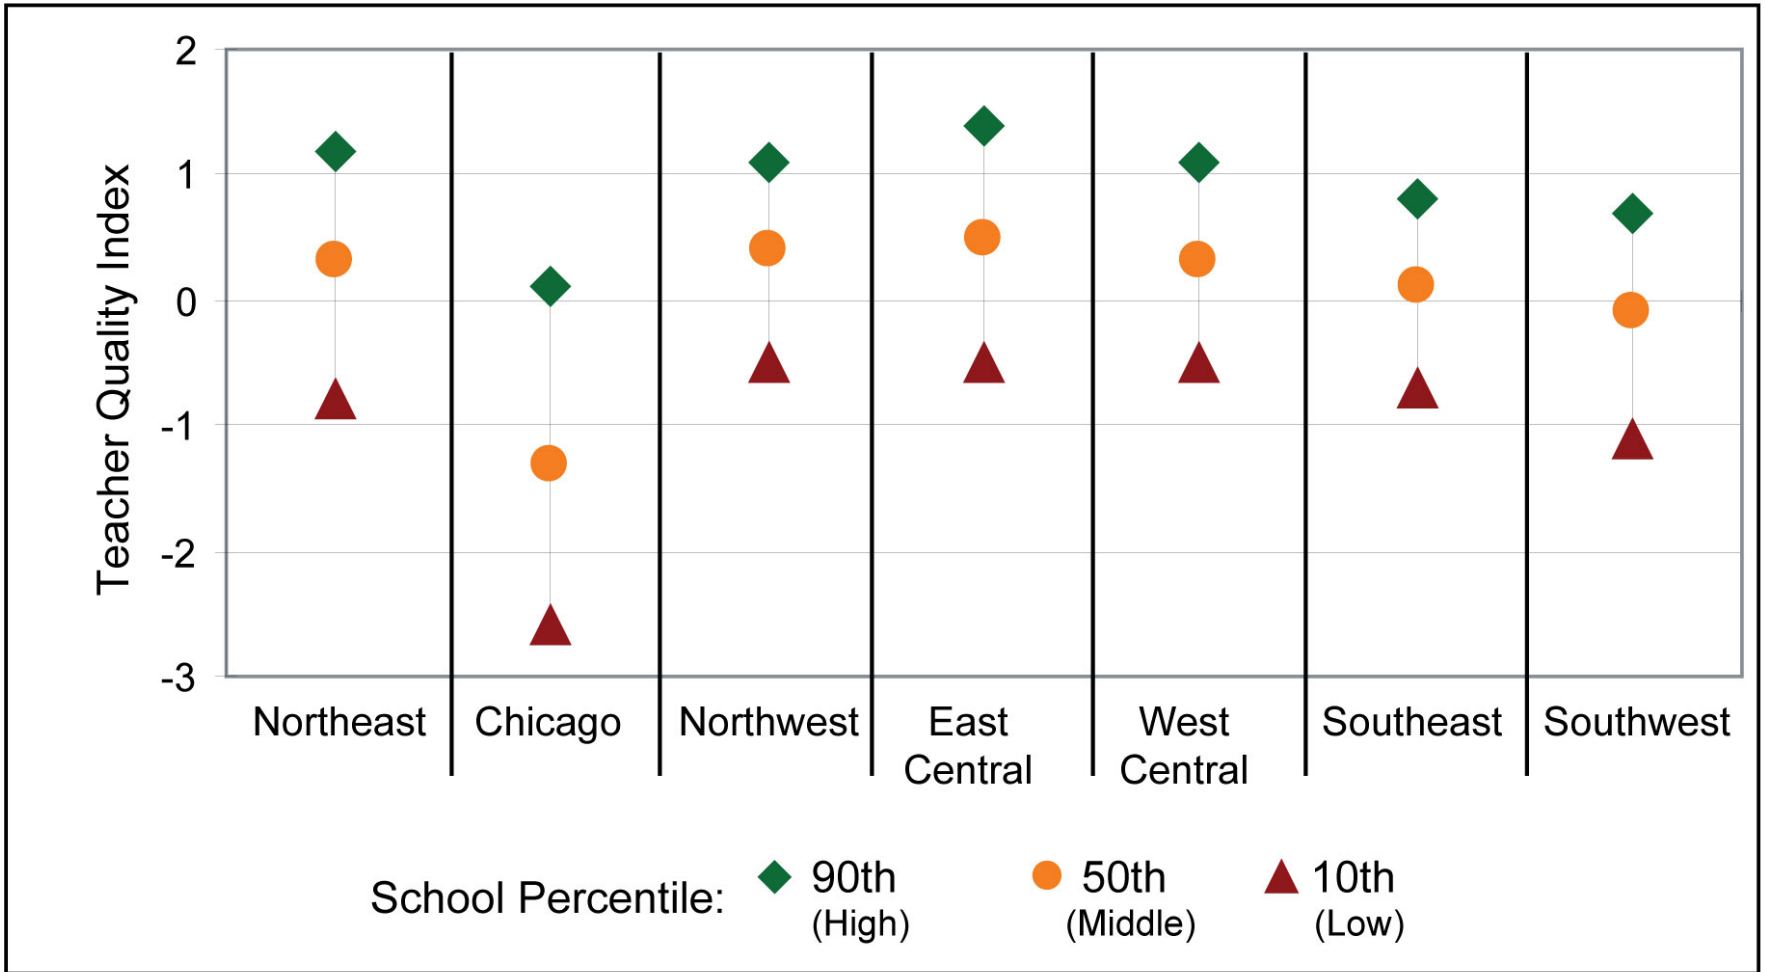 Teacher Quality Index
2
1
0
-1
-2
-3
Northeast
Chicago
Northwest
East
Central
West
Central
Southeast
Southwest
School Percentile:
90th
(High)
50th
(Middle)
10th
(Low)